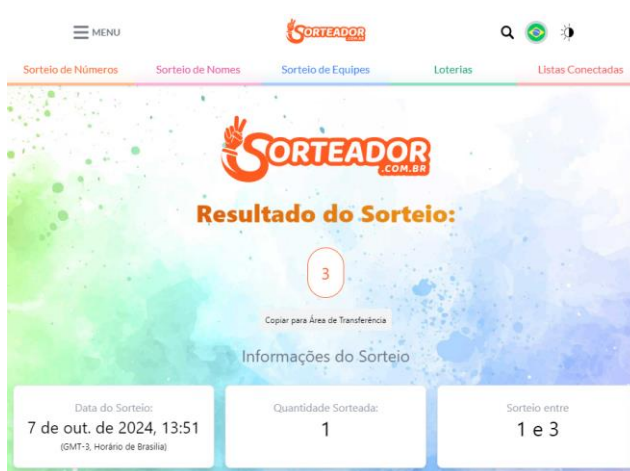 MENU
SORTEADOR
.COM.BR
Sorteio de Números Sorteio de Nomes Sorteio de Equipes Loterias Listas Conectadas
SORTEADOR
.COM.BR
Resultado do Sorteio:
3
Copiar para Área de Transferência
Informações do Sorteio
Data do Sorteio: Quantidade Sorteada: Sorteio entre
7 de out. de 2024, 13:51 1 1 e 3
(GMT-3, Horário de Brasília)